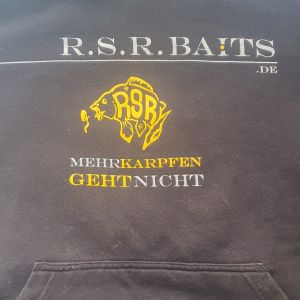 R.S.R.BAITS
.DE
RSR
MEHRKARPFEN
GEHTNICHT